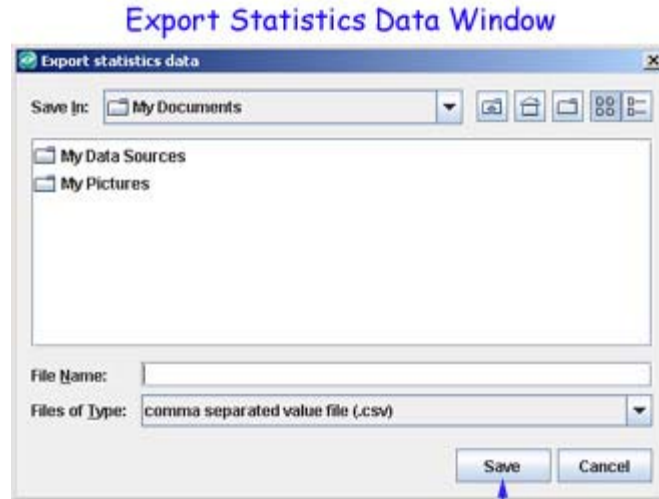 Export Statistics Data Window
Export statistics data
Save In: My Documents
My Data Sources
My Pictures
File Name:
Files of Type: comma separated value file (.csv)
Save Cancel